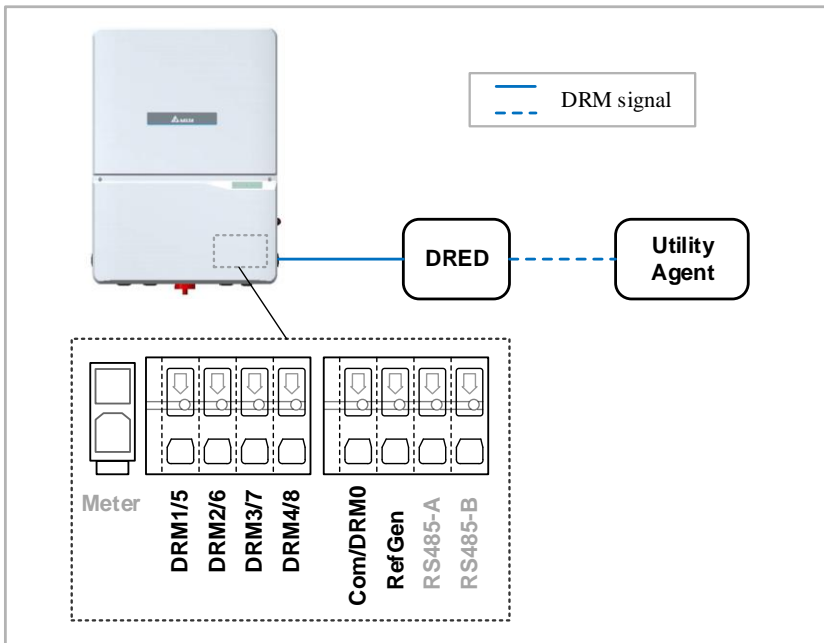 DELTA
DRM signal
DRED
Utility
Agent
Meter
DRM1/5
DRM2/6
DRM3/7
DRM4/8
Com/DRM0
RefGen
RS485-A
RS485-B